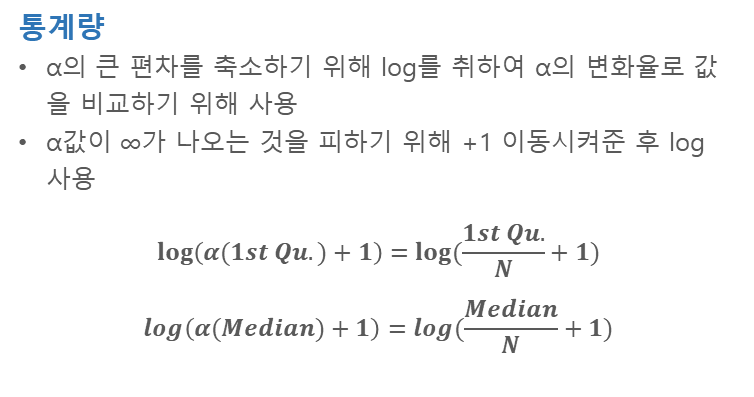 통계량
• α의 큰 편차를 축소하기 위해 log를 취하여 α의 변화율로 값
을 비교하기 위해 사용
• α값이 ∞가 나오는 것을 피하기 위해 +1 이동시켜준 후 log
사용
log(α(1st Qu.) + 1) = log(1st Qu./N + 1)
log(α(Median) + 1) = log(Median/N + 1)